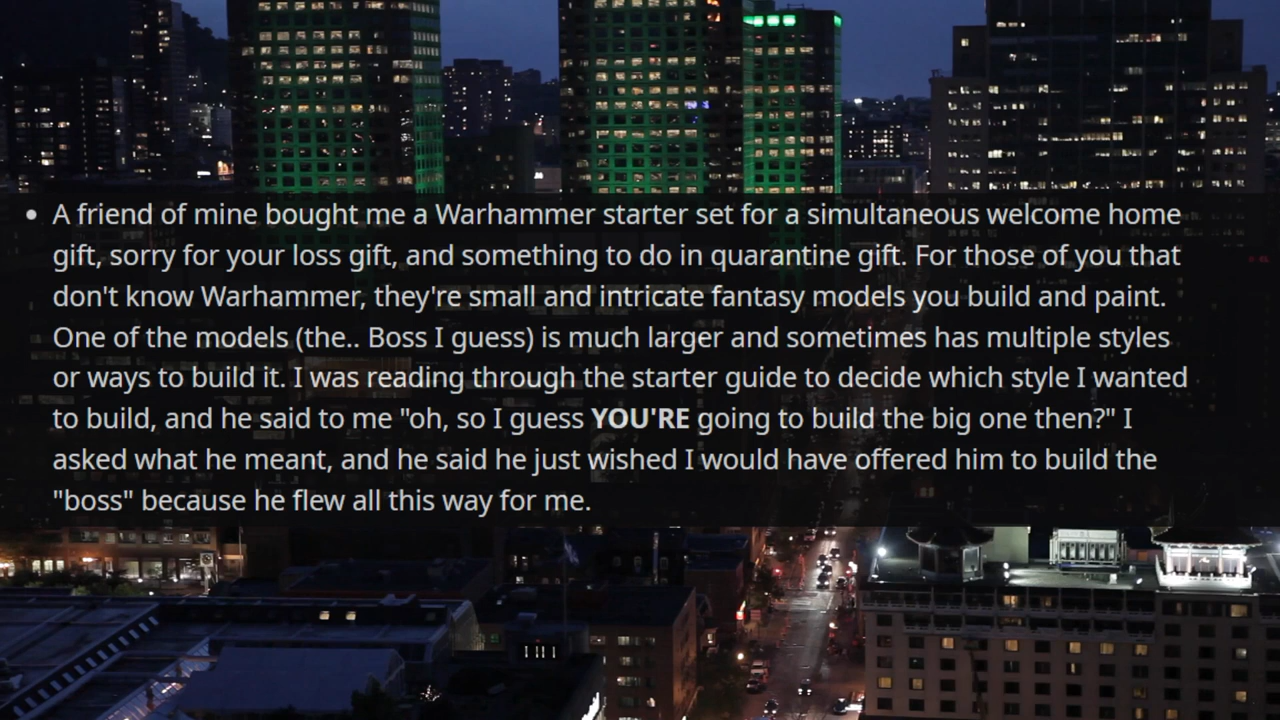 • A friend of mine bought me a Warhammer starter set for a simultaneous welcome home
gift, sorry for your loss gift, and something to do in quarantine gift. For those of you that
don't know Warhammer, they're small and intricate fantasy models you build and paint.
One of the models (the.. Boss I guess) is much larger and sometimes has multiple styles
or ways to build it. I was reading through the starter guide to decide which style I wanted
to build, and he said to me "oh, so I guess YOU'RE going to build the big one then?" I
asked what he meant, and he said he just wished I would have offered him to build the
"boss" because he flew all this way for me.